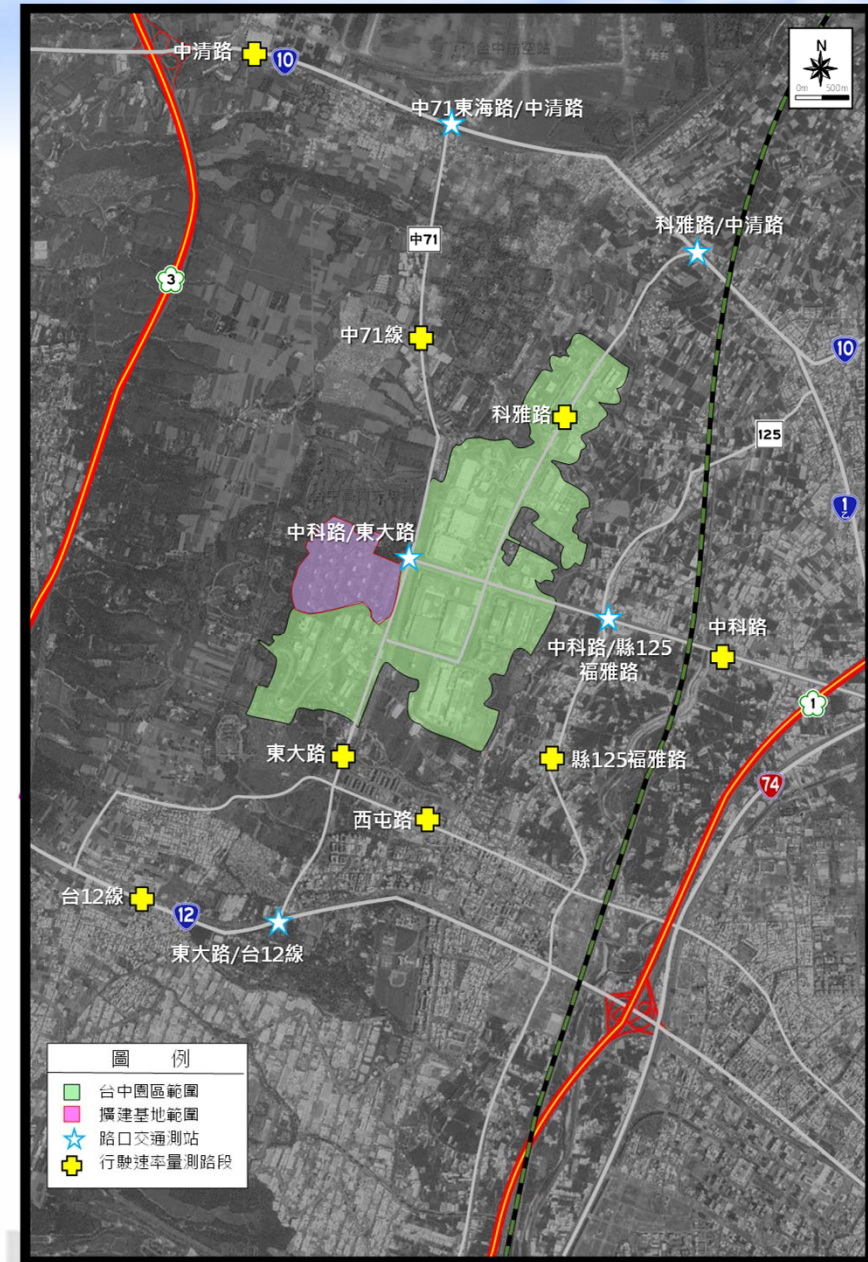 中清路
10
N
0m 500m
中71東海路/中清路
科雅路/中清路
中71
3
中71線
10
科雅路
125
1
乙
中科路/東大路
中科路/縣125
福雅路
中科路
1
東大路
縣125福雅路
74
西屯路
台12線
12
東大路/台12線
圖 例
台中園區範圍
擴建基地範圍
路口交通測站
行駛速率量測路段